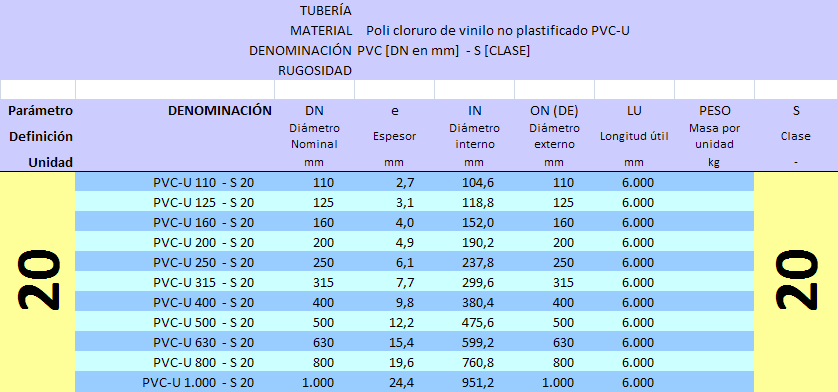 TUBERÍA
MATERIAL Poli cloruro de vinilo no plastificado PVC-U
DENOMINACIÓN PVC [DN en mm] - S [CLASE]
RUGOSIDAD
Parámetro DENOMINACIÓN DN e IN ON (DE) LU PESO S
Definición Diámetro Nominal Espesor Diámetro interno Diámetro externo Longitud útil Masa por unidad Clase
Unidad mm mm mm mm mm kg -
PVC-U 110 - S 20 110 2,7 104,6 110 6.000
PVC-U 125 - S 20 125 3,1 118,8 125 6.000
PVC-U 160 - S 20 160 4,0 152,0 160 6.000
PVC-U 200 - S 20 200 4,9 190,2 200 6.000
PVC-U 250 - S 20 250 6,1 237,8 250 6.000
PVC-U 315 - S 20 315 7,7 299,6 315 6.000
PVC-U 400 - S 20 400 9,8 380,4 400 6.000
PVC-U 500 - S 20 500 12,2 475,6 500 6.000
PVC-U 630 - S 20 630 15,4 599,2 630 6.000
PVC-U 800 - S 20 800 19,6 760,8 800 6.000
PVC-U 1.000 - S 20 1.000 24,4 951,2 1.000 6.000
20
20